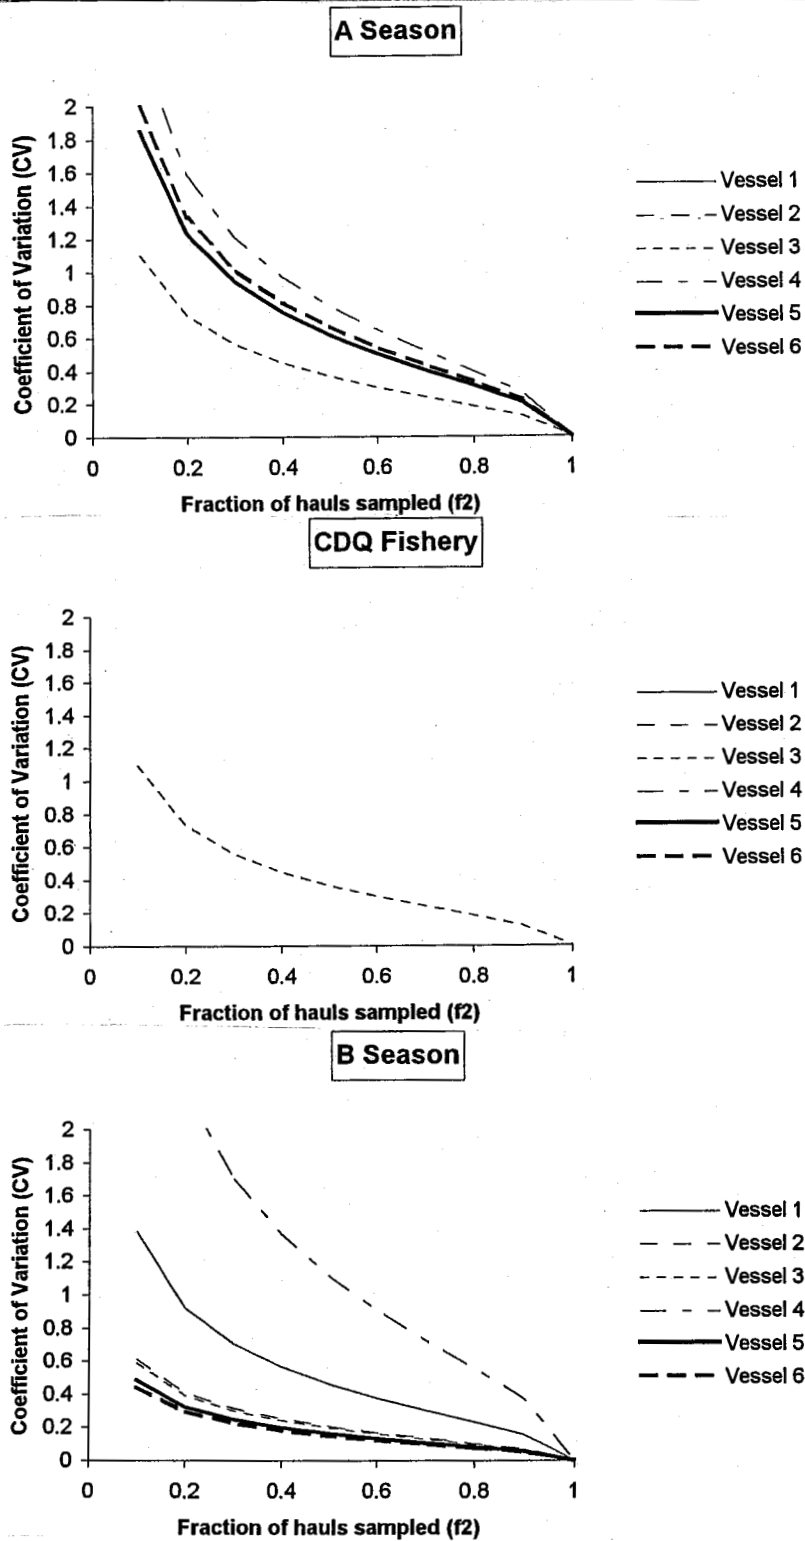 A Season
Coefficient of Variation (CV)
2
1.8
1.6
1.4
1.2
1
0.8
0.6
0.4
0.2
0
0 0.2 0.4 0.6 0.8 1
Fraction of hauls sampled (f2)
Vessel 1
Vessel 2
Vessel 3
Vessel 4
Vessel 5
Vessel 6
CDQ Fishery
Coefficient of Variation (CV)
2
1.8
1.6
1.4
1.2
1
0.8
0.6
0.4
0.2
0
0 0.2 0.4 0.6 0.8 1
Fraction of hauls sampled (f2)
Vessel 1
Vessel 2
Vessel 3
Vessel 4
Vessel 5
Vessel 6
B Season
Coefficient of Variation (CV)
2
1.8
1.6
1.4
1.2
1
0.8
0.6
0.4
0.2
0
0 0.2 0.4 0.6 0.8 1
Fraction of hauls sampled (f2)
Vessel 1
Vessel 2
Vessel 3
Vessel 4
Vessel 5
Vessel 6